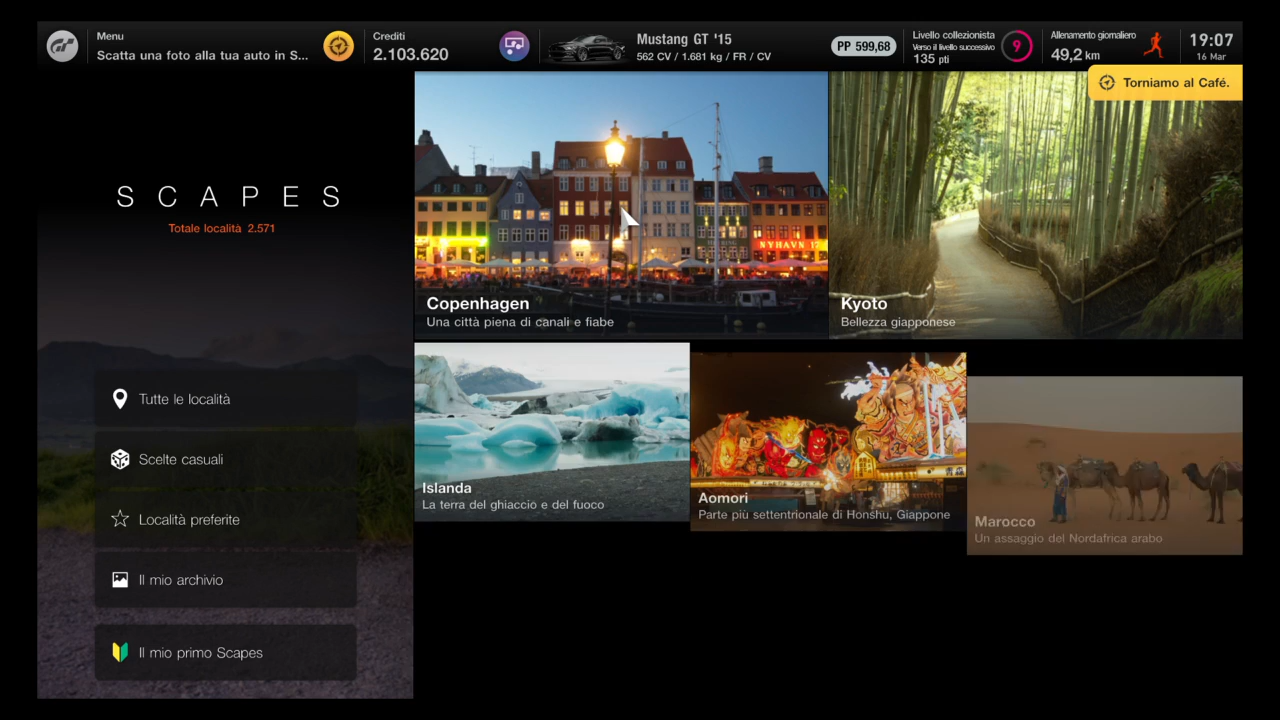 Menu
Scatta una foto alla tua auto in S...
Crediti
2.103.620
Mustang GT '15
562 CV / 1.681 kg / FR / CV
PP 599,68
Livello collezionista
Verso il livello successivo
135 pti
9
Allenamento giornaliero
49,2 km
19:07
16 Mar
Torniamo al Café.
SCAPES
Totale località 2.571
Tutte le località
Scelte casuali
Località preferite
Il mio archivio
Il mio primo Scapes
NYHAVN 17
Copenhagen
Una città piena di canali e fiabe
Kyoto
Bellezza giapponese
Islanda
La terra del ghiaccio e del fuoco
Aomori
Parte più settentrionale di Honshu, Giappone
Marocco
Un assaggio del Nordafrica arabo